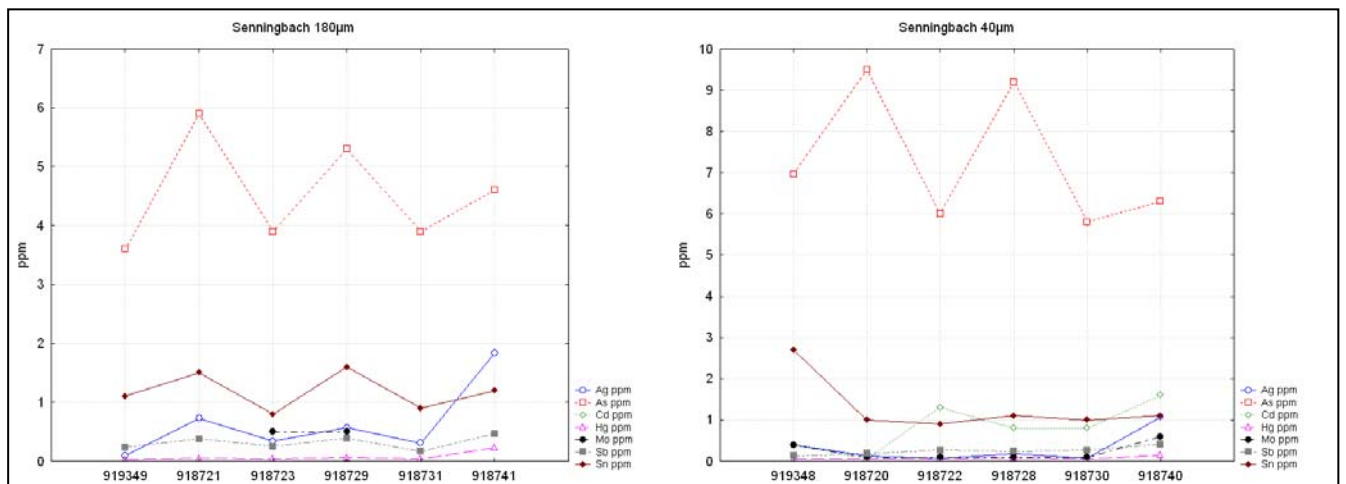 Senningbach 180µm
7
6
5
4
3
2
1
0
ppm
919349 918721 918723 918729 918731 918741
Ag ppm
As ppm
Cd ppm
Hg ppm
Mo ppm
Sb ppm
Sn ppm
Senningbach 40µm
10
9
8
7
6
5
4
3
2
1
0
ppm
919348 918720 918722 918728 918730 918740
Ag ppm
As ppm
Cd ppm
Hg ppm
Mo ppm
Sb ppm
Sn ppm